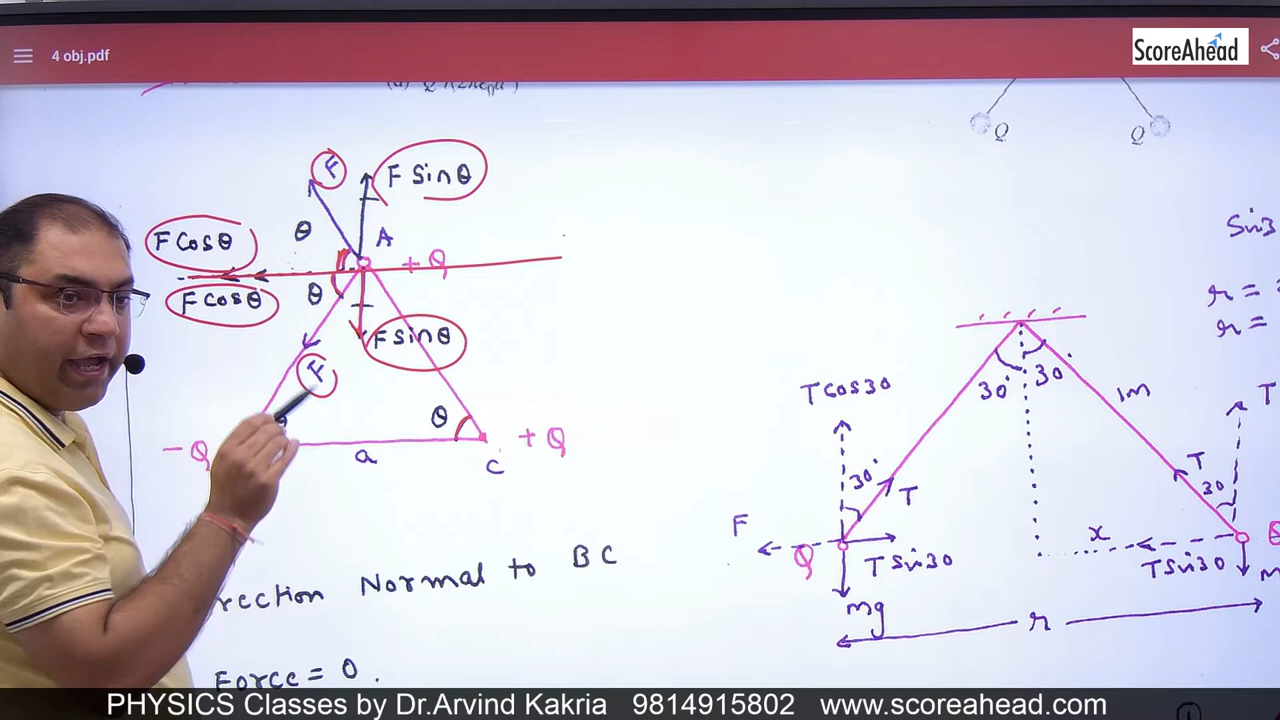 4 obj.pdf
ScoreAhead
Q
Q
F
F Sinθ
θ
A
F Cosθ
+ Q
F Cosθ
θ
F Sinθ
F
θ
- Q
a
C
+ Q
rection Normal to BC
Force = 0.
Sin3
r =
r =
30°
30°
1m
TCos30
T
30°
T
T
30
F
Q
TSin30
x
TSin30
mg
r
PHYSICS Classes by Dr.Arvind Kakria 9814915802 www.scoreahead.com